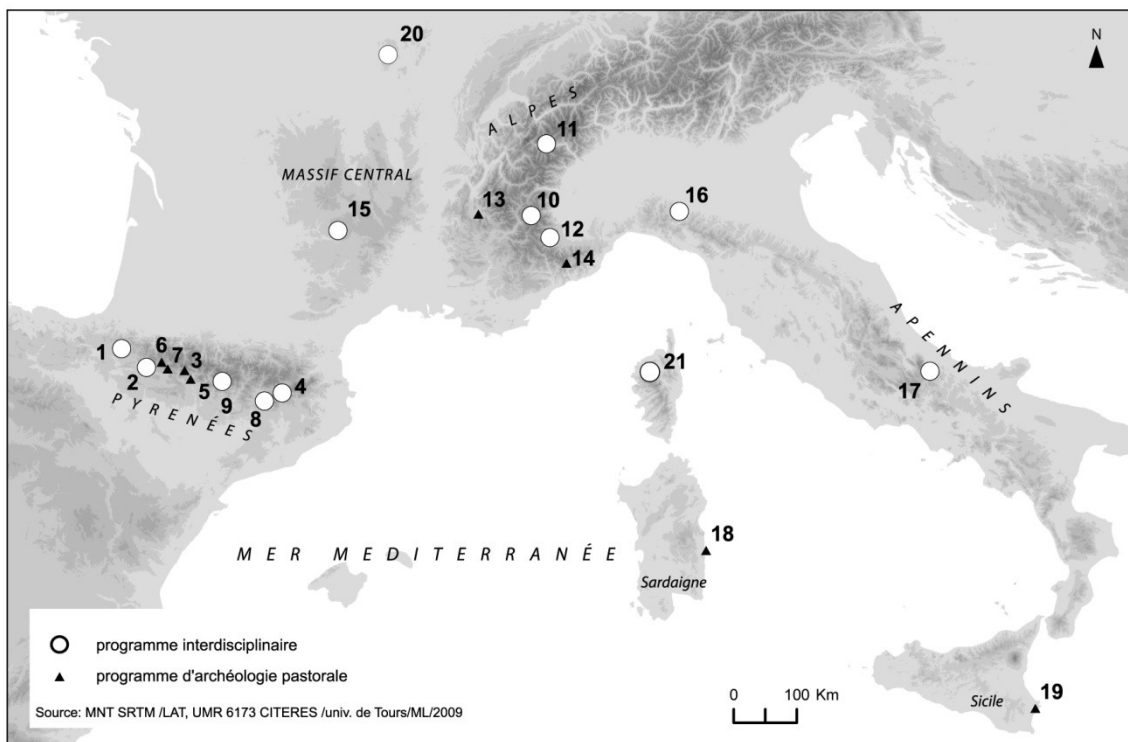 20
N
ALPES
11
MASSIF CENTRAL
13
10
16
15
12
14
1
6
7
3
2
5
9
8
4
PYRENÉES
21
APENNINS
17
18
MER MEDITERRANÉE
Sardaigne
programme interdisciplinaire
programme d'archéologie pastorale
0 100 Km
Sicile
19
Source: MNT SRTM /LAT, UMR 6173 CITERES /univ. de Tours/ML/2009